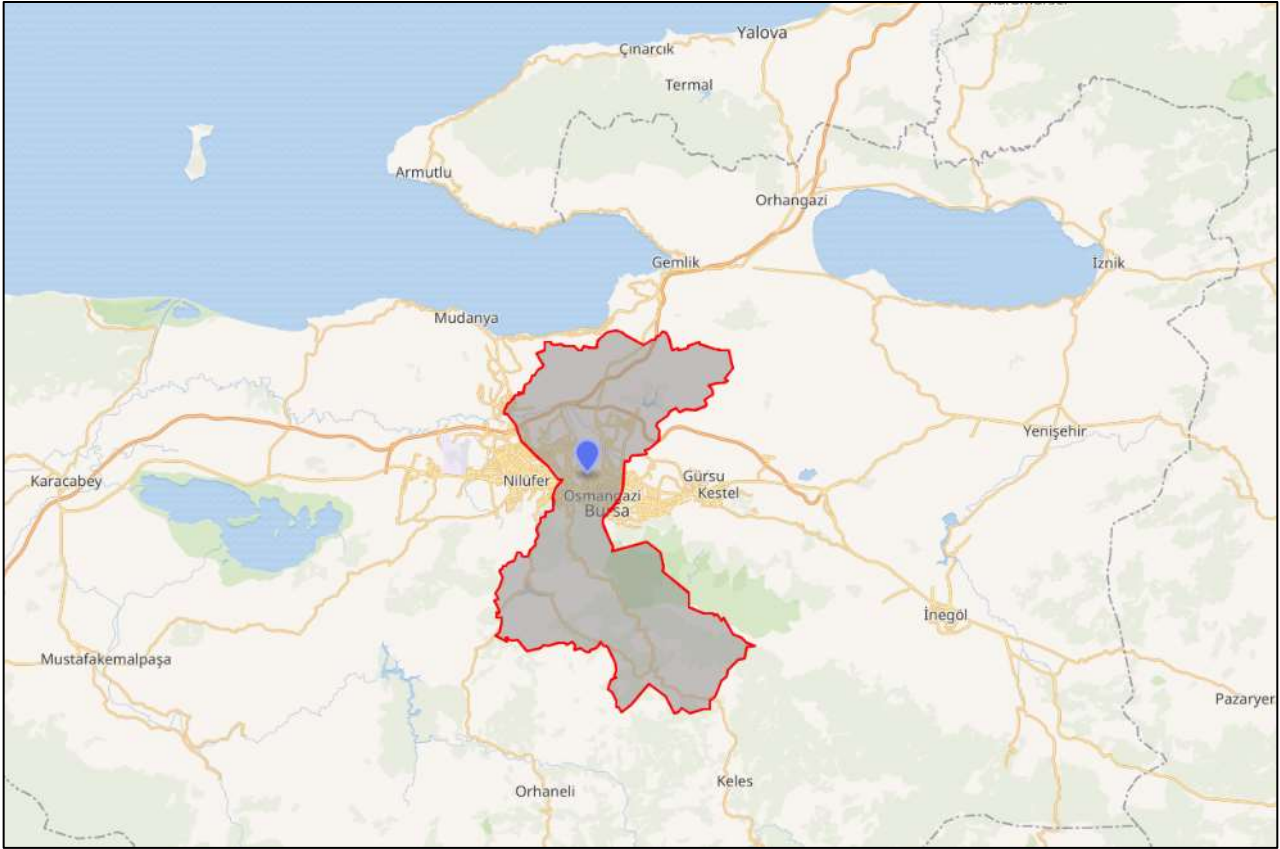 Yalova
Çınarcık
Termal
Armutlu
Orhangazi
Gemlik
İznik
Mudanya
Yenişehir
Karacabey
Nilüfer
Gürsu
Kestel
Osmangazi
Bursa
İnegöl
Mustafakemalpaşa
Pazaryer
Keles
Orhaneli